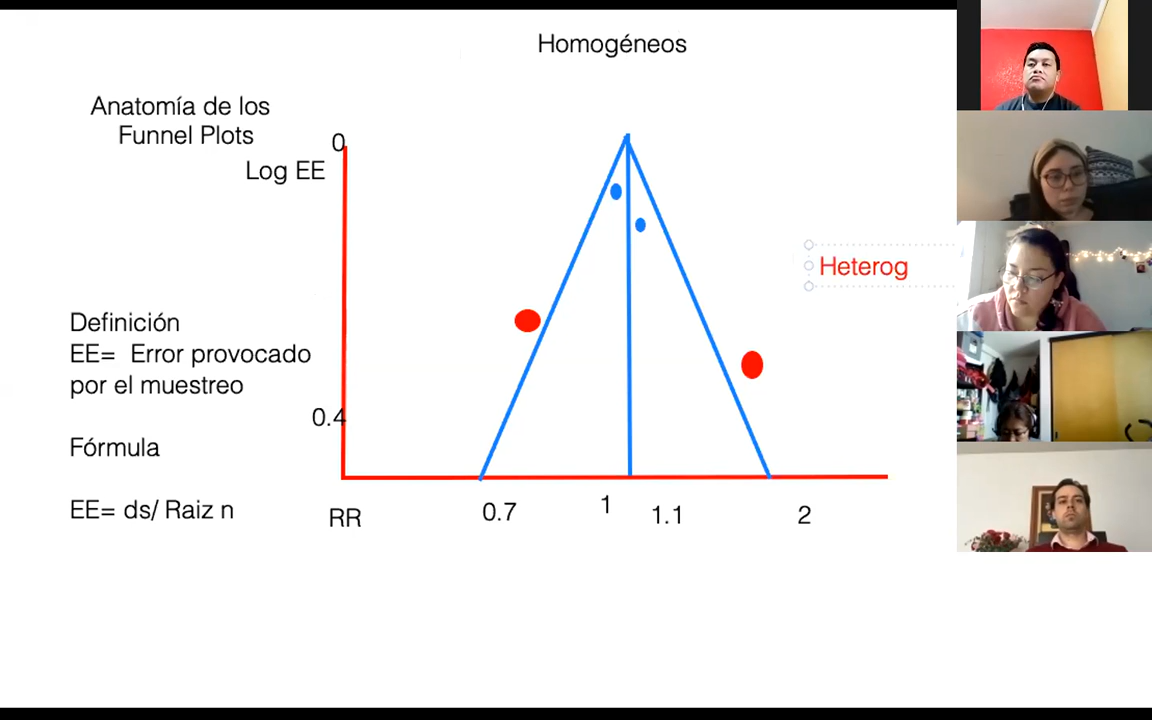 Homogéneos
Anatomía de los
Funnel Plots
0
Log EE
Heterog
Definición
EE= Error provocado
por el muestreo
0.4
Fórmula
EE= ds/ Raiz n
RR
0.7
1
1.1
2